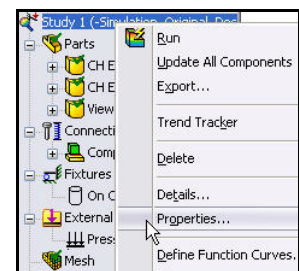 Study 1 (-Simulation_Original_Doc
Parts
CH E
CH E
View
Connecti
Comp
Fixtures
On C
External
Press
Mesh
Run
Update All Components
Export...
Trend Tracker
Delete
Details...
Properties...
Define Function Curves.